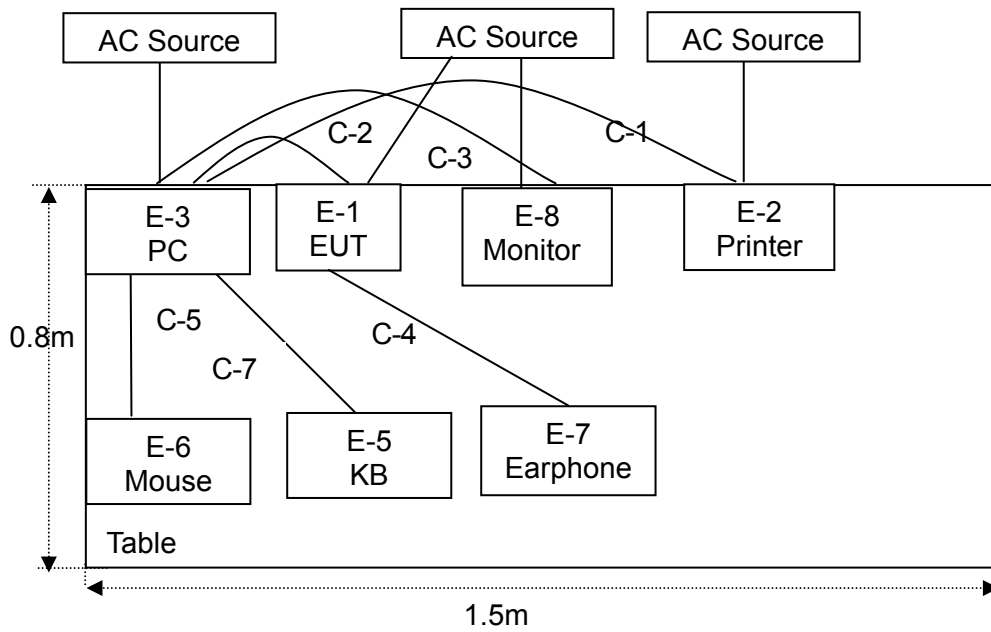 AC Source
AC Source
AC Source
C-2
C-1
C-3
E-3
PC
E-1
EUT
E-8
Monitor
E-2
Printer
0.8m
C-5
C-4
C-7
E-6
Mouse
E-5
KB
E-7
Earphone
Table
1.5m